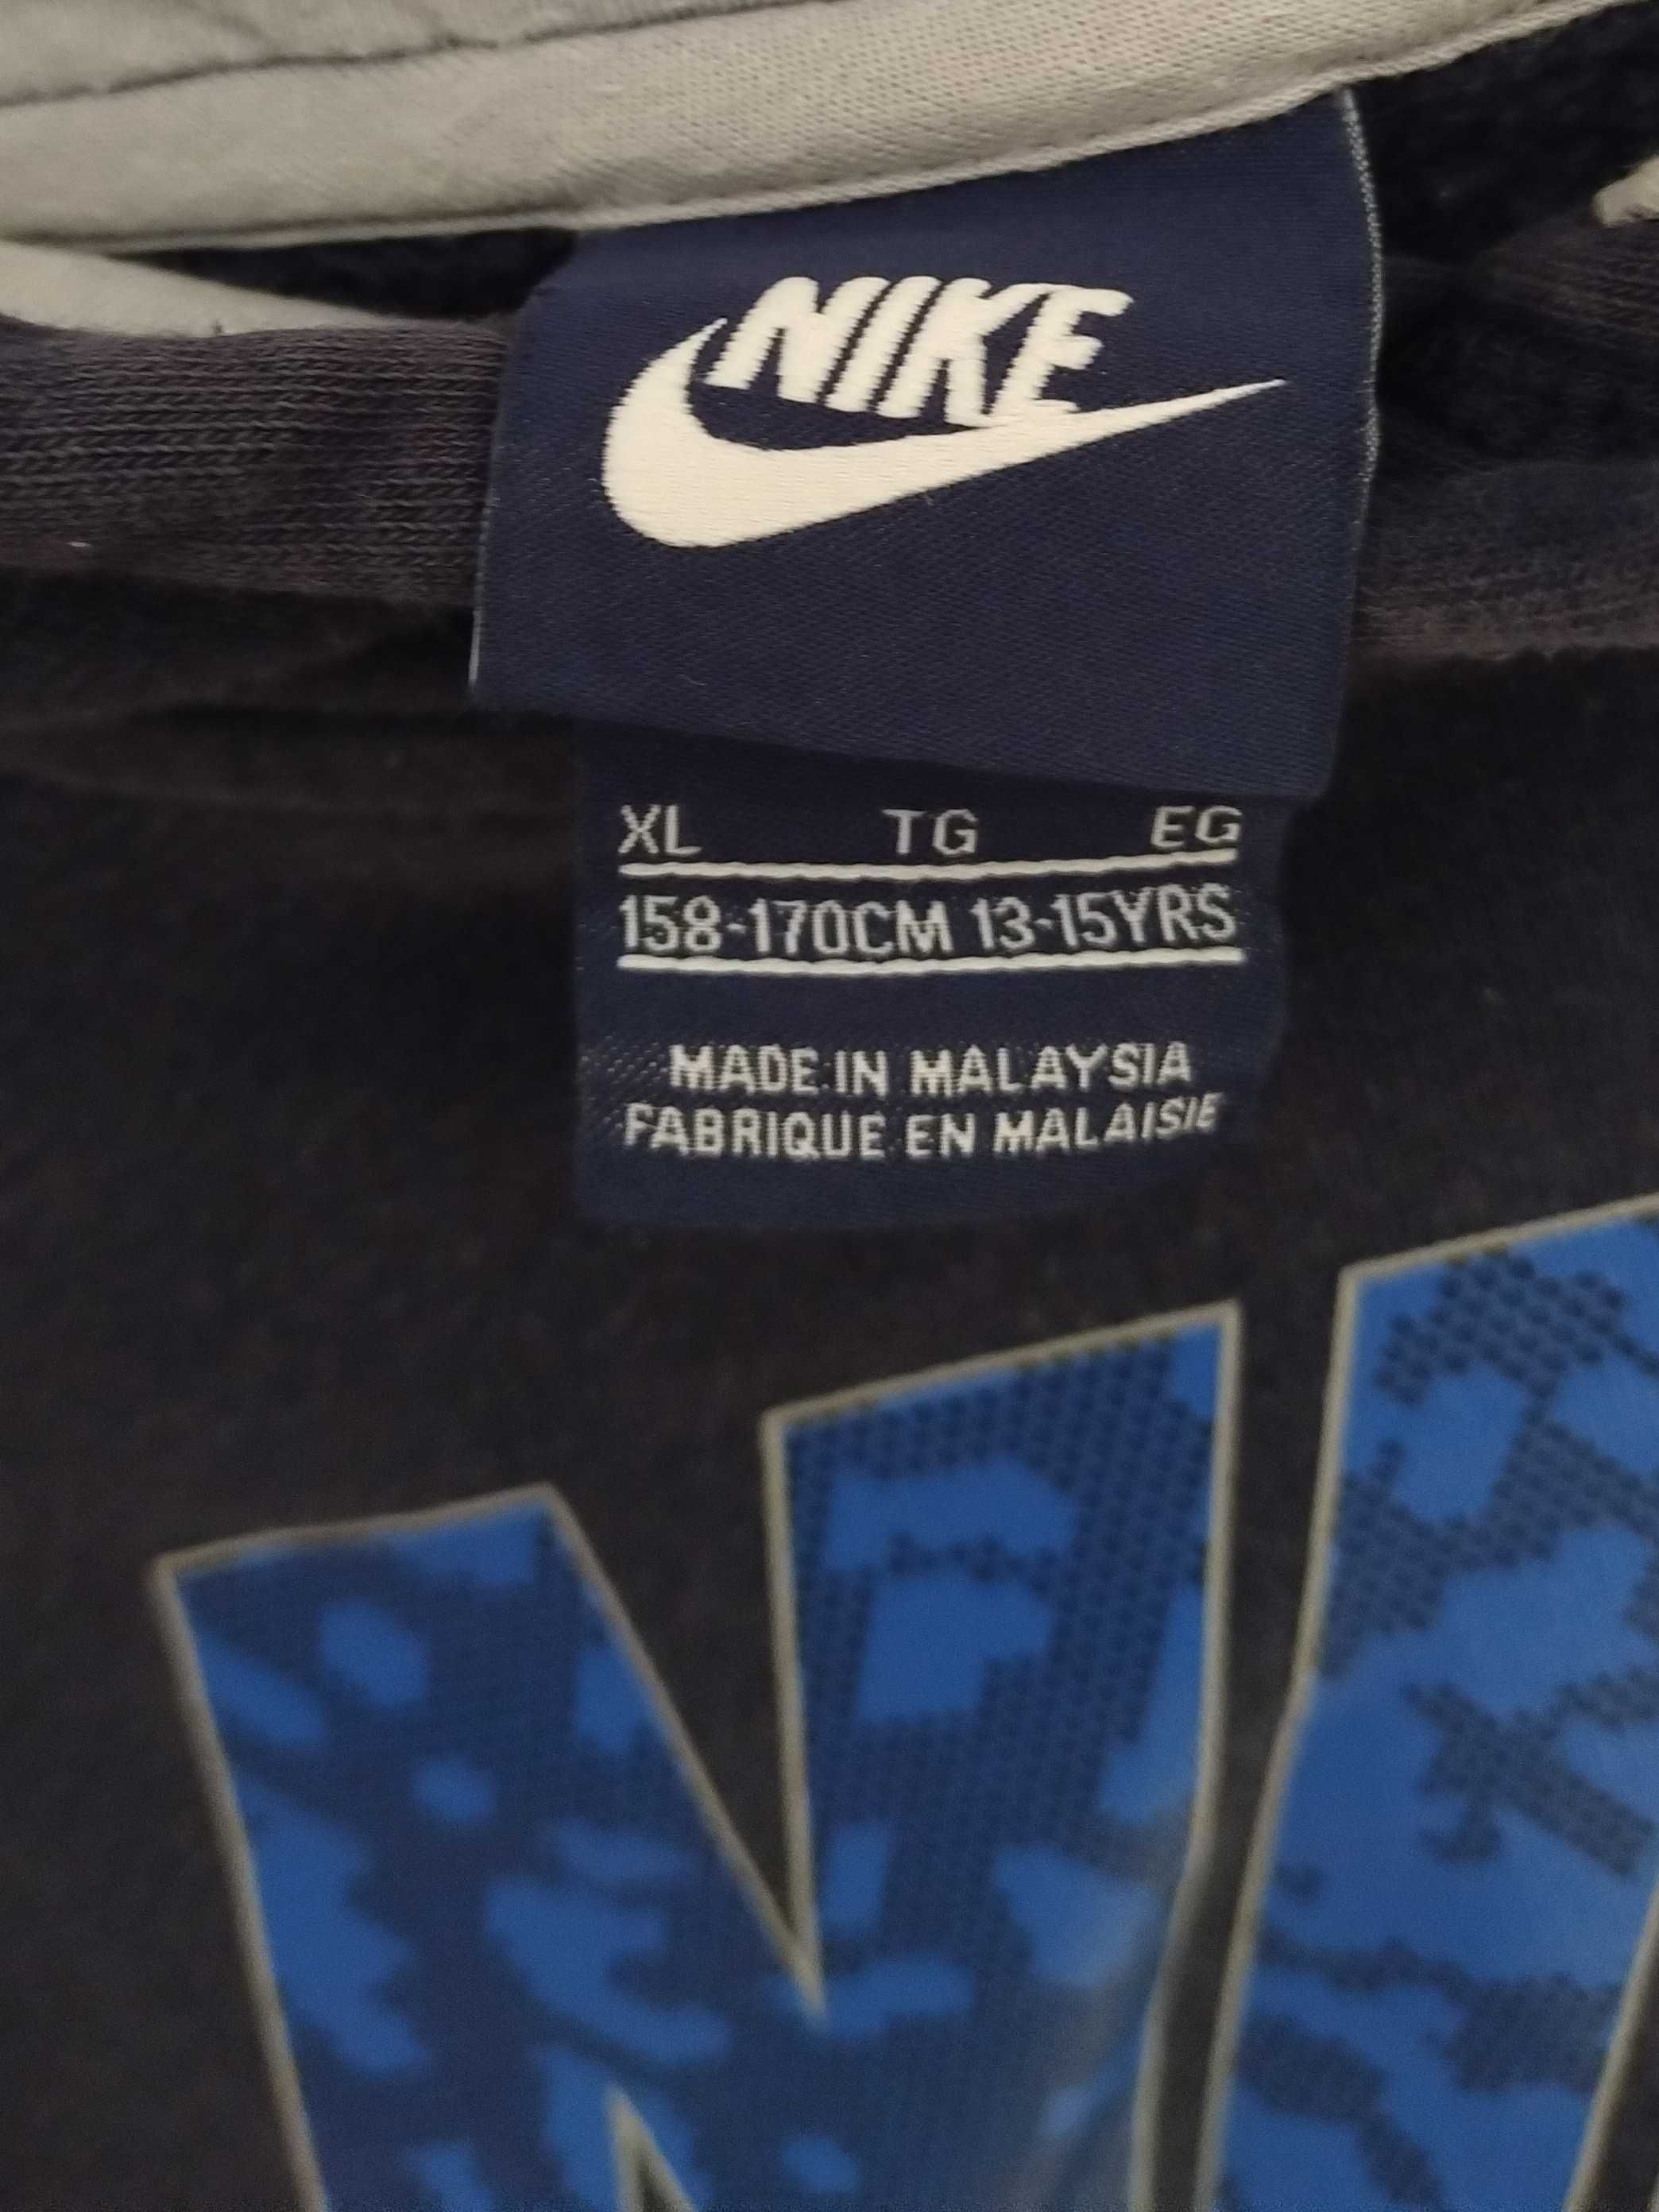 NIKE
XL TG EG
158-170CM 13-15YRS
MADE IN MALAYSIA
FABRIQUE EN MALAISIE
N